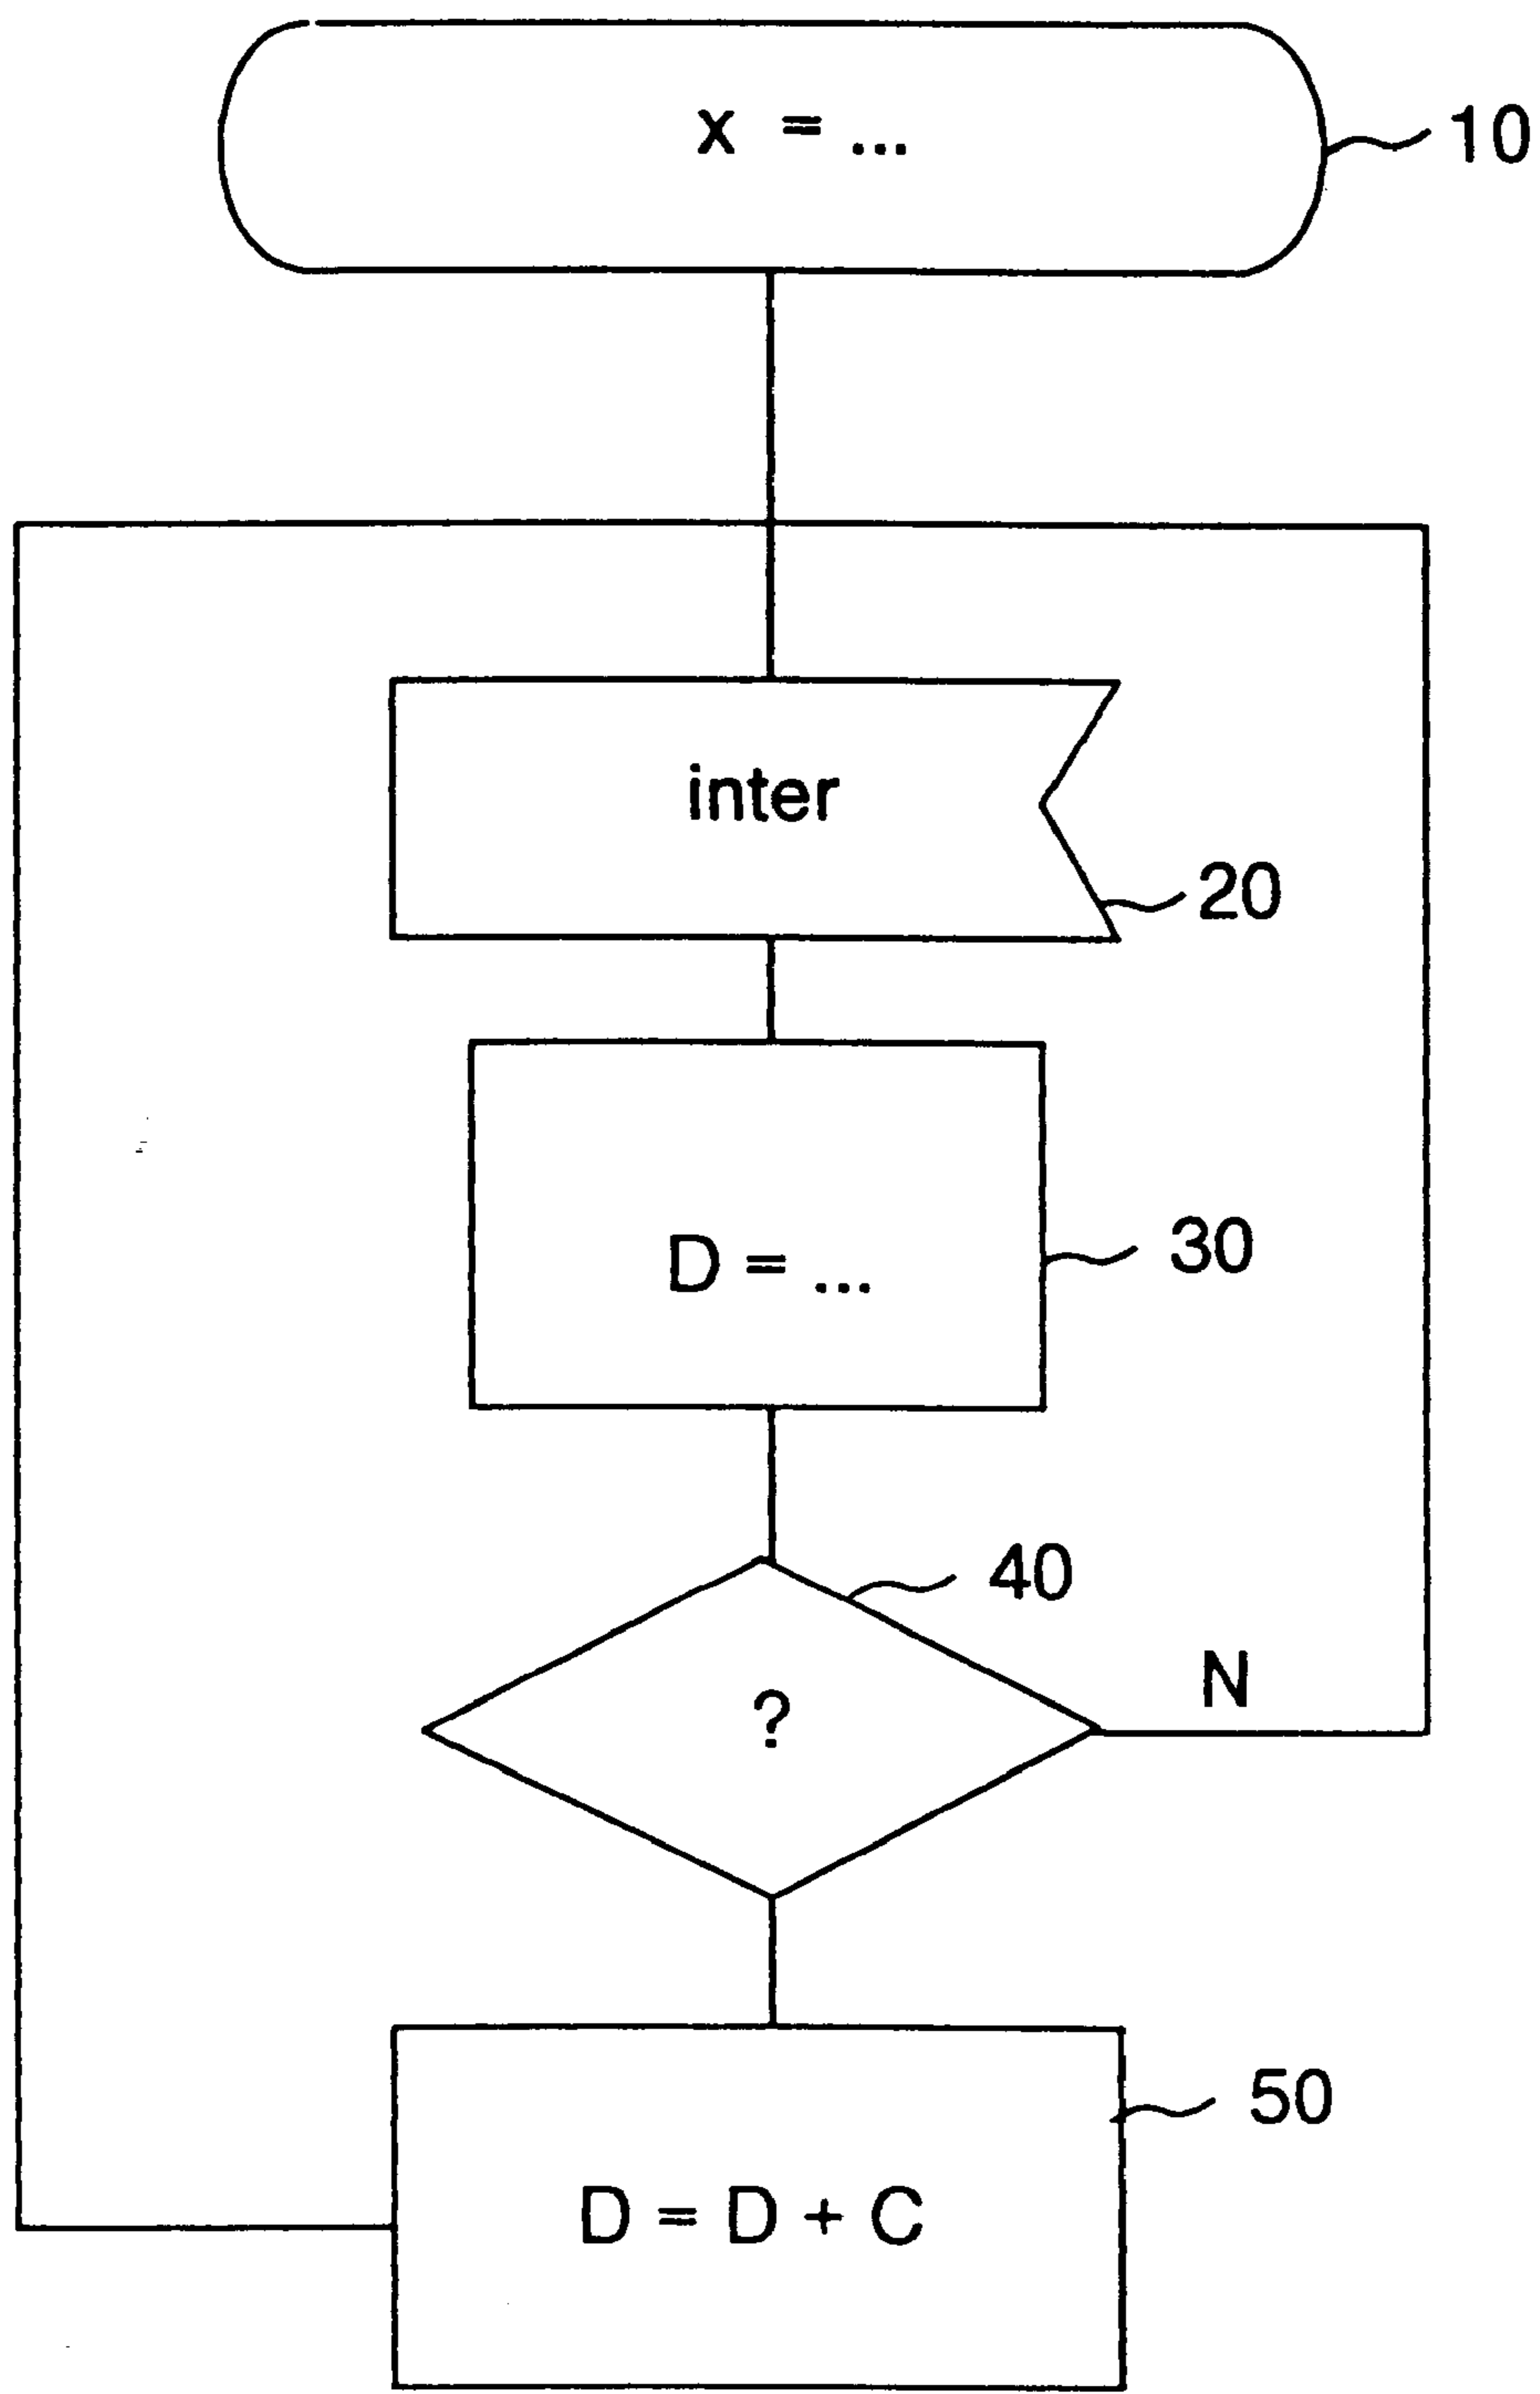 x = ...
10
inter
20
D = ...
30
40
?
N
50
D = D + C